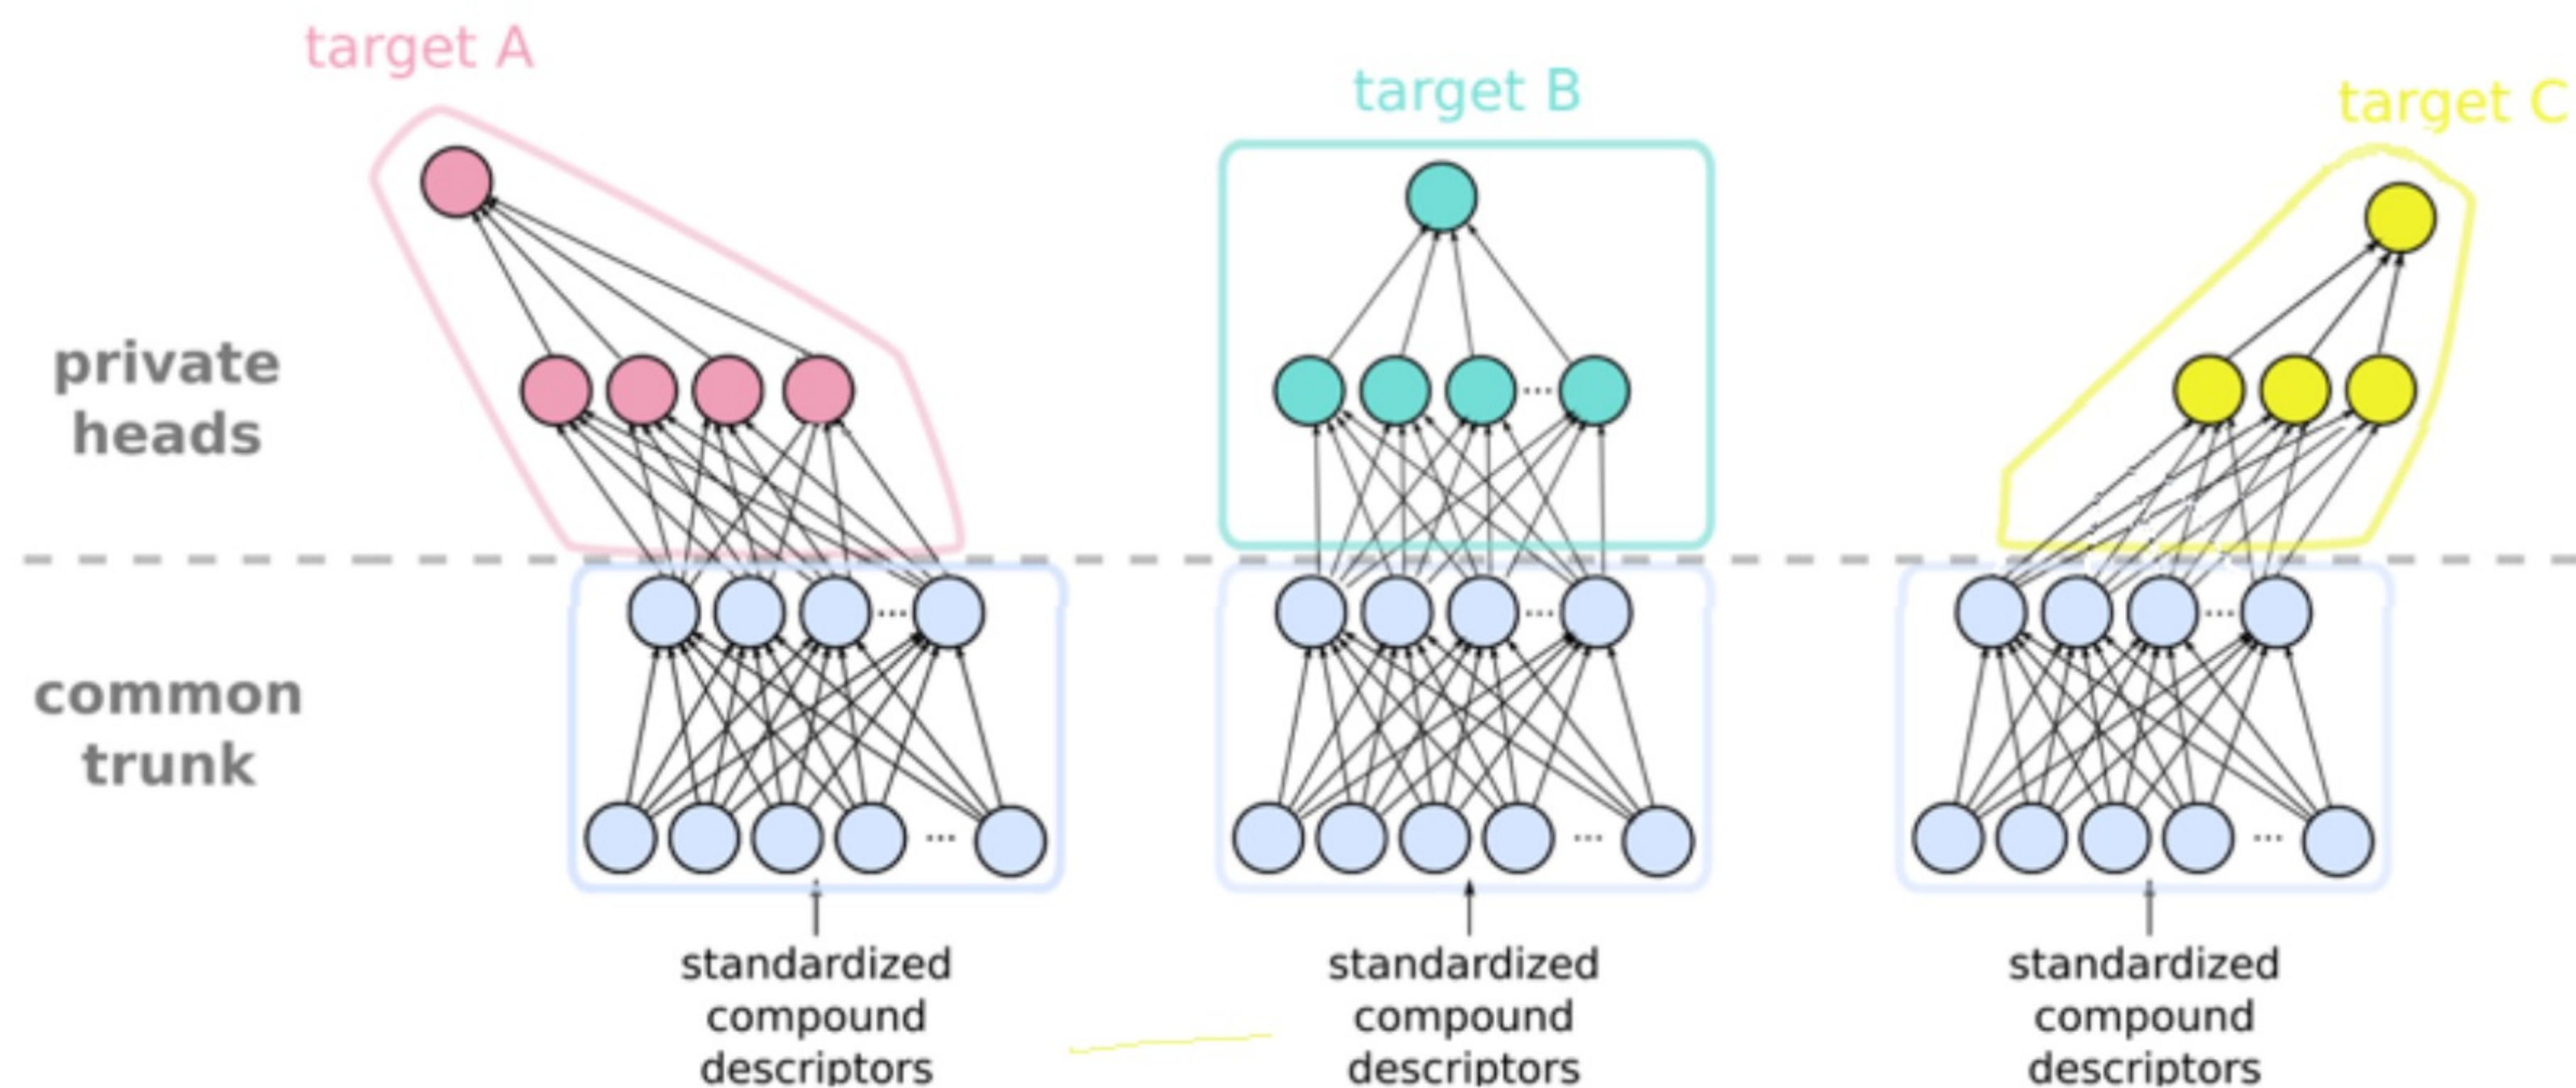 target A
target B
target C
private
heads
common
trunk
...
...
...
...
...
...
standardized
compound
descriptors
standardized
compound
descriptors
standardized
compound
descriptors